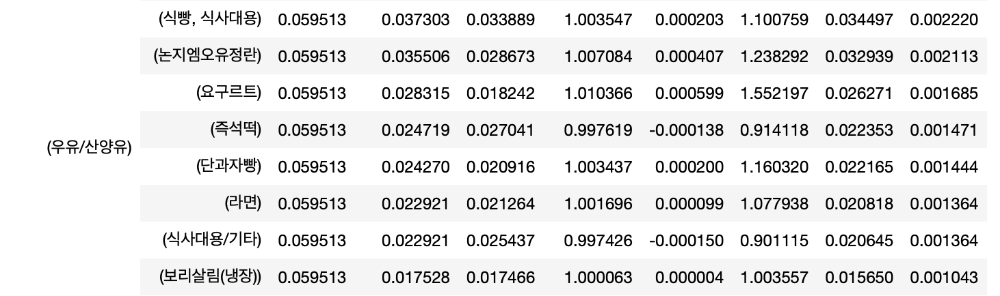 (식빵, 식사대용) 0.059513 0.037303 0.033889 1.003547 0.000203 1.100759 0.034497 0.002220
(논지엠오유정란) 0.059513 0.035506 0.028673 1.007084 0.000407 1.238292 0.032939 0.002113
(요구르트) 0.059513 0.028315 0.018242 1.010366 0.000599 1.552197 0.026271 0.001685
(즉석떡) 0.059513 0.024719 0.027041 0.997619 -0.000138 0.914118 0.022353 0.001471
(우유/산양유)
(단과자빵) 0.059513 0.024270 0.020916 1.003437 0.000200 1.160320 0.022165 0.001444
(라면) 0.059513 0.022921 0.021264 1.001696 0.000099 1.077938 0.020818 0.001364
(식사대용/기타) 0.059513 0.022921 0.025437 0.997426 -0.000150 0.901115 0.020645 0.001364
(보리살림(냉장)) 0.059513 0.017528 0.017466 1.000063 0.000004 1.003557 0.015650 0.001043